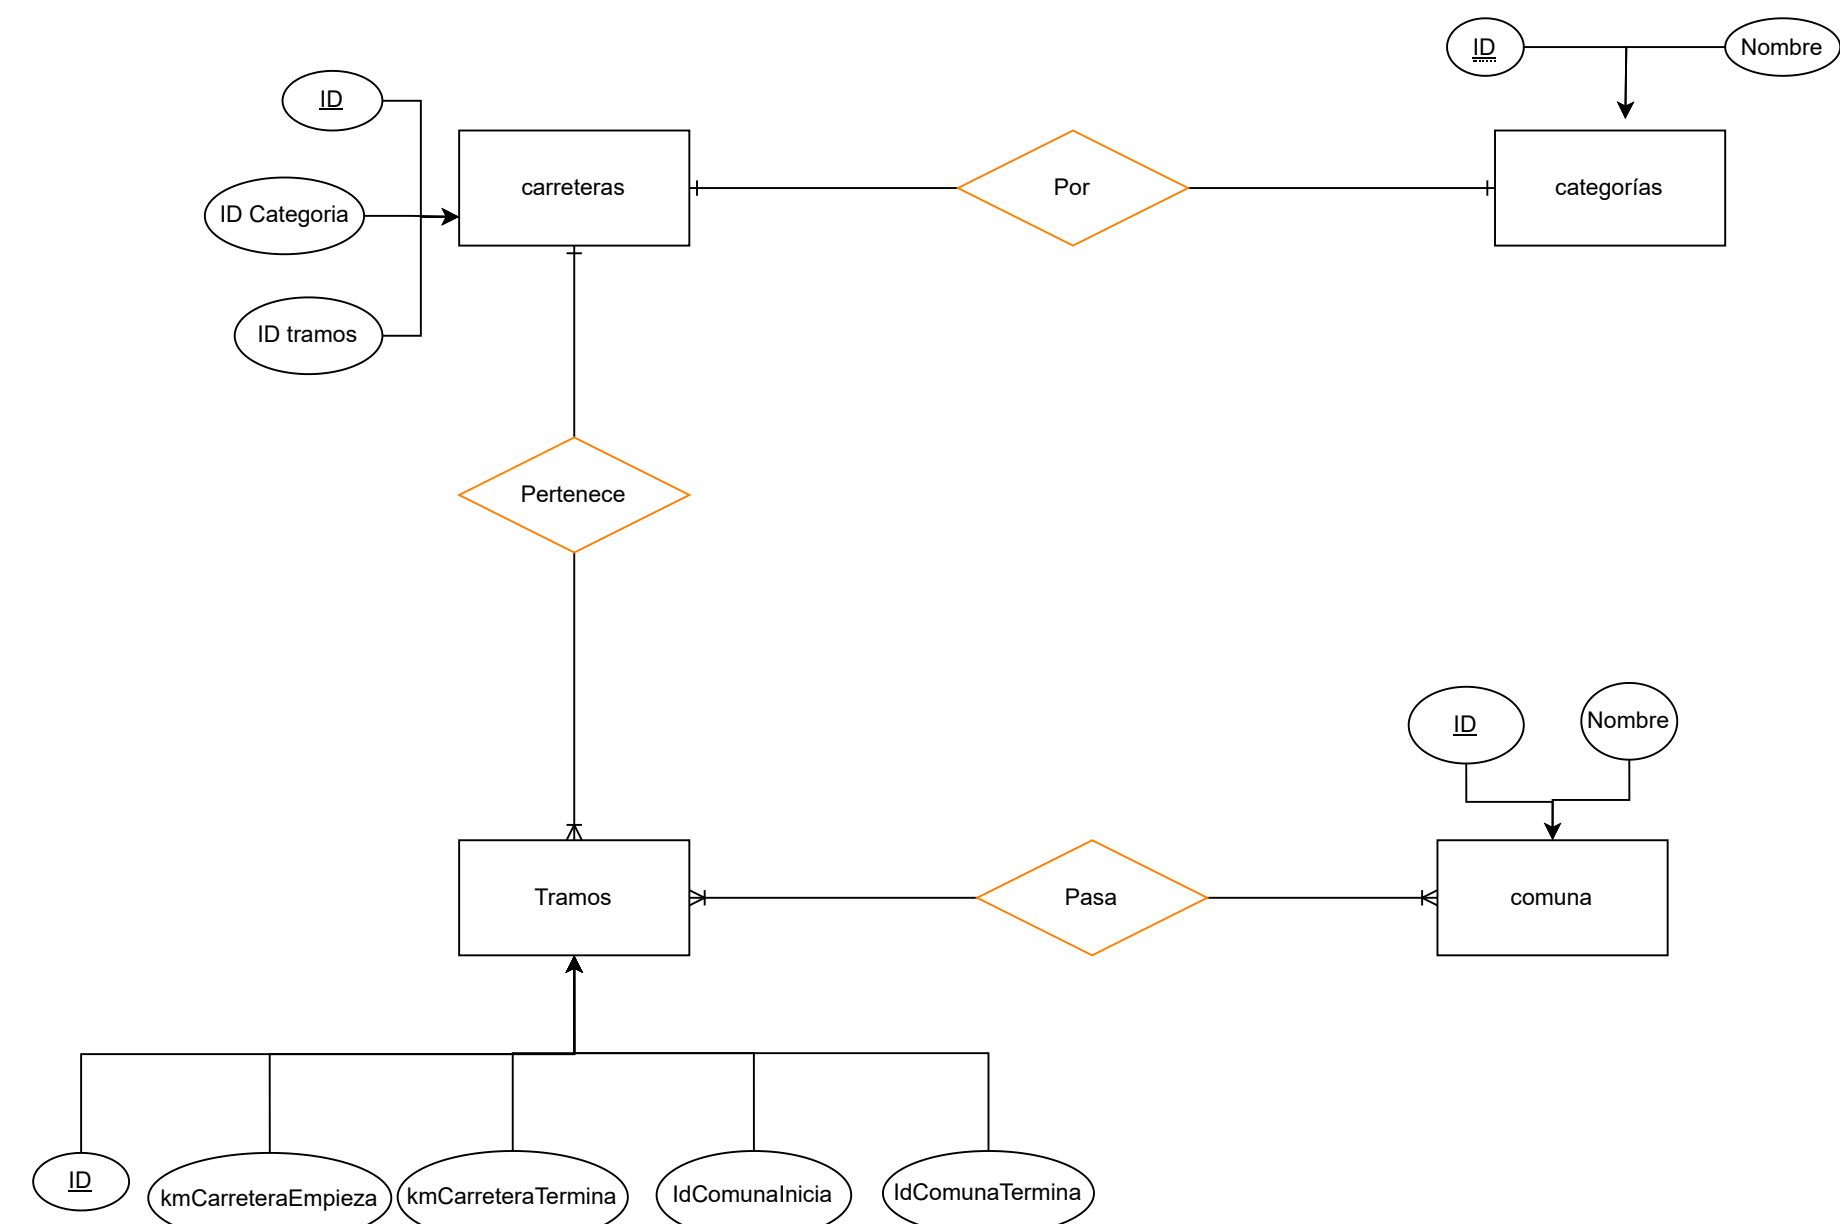 ID
Nombre
ID
carreteras
Por
categorías
ID Categoria
ID tramos
Pertenece
ID
Nombre
Tramos
Pasa
comuna
ID
kmCarreteraEmpieza
kmCarreteraTermina
IdComunaInicia
IdComunaTermina